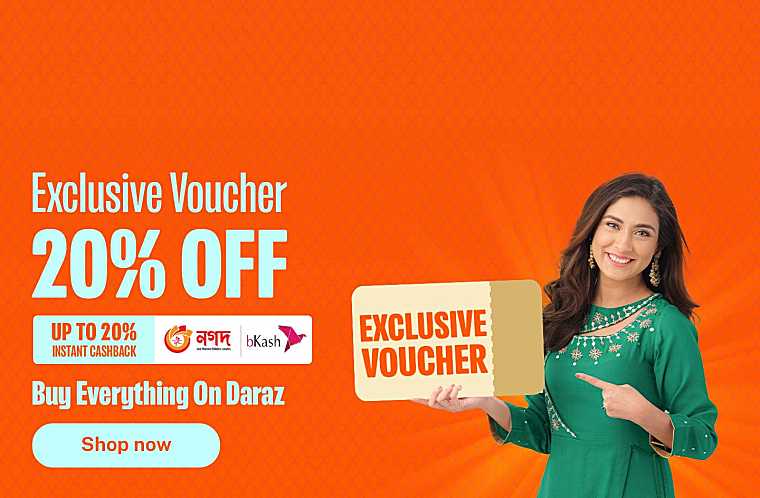 Exclusive Voucher
20% OFF
UP TO 20%
INSTANT CASHBACK
নগদ
bKash
EXCLUSIVE
VOUCHER
Buy Everything On Daraz
Shop now